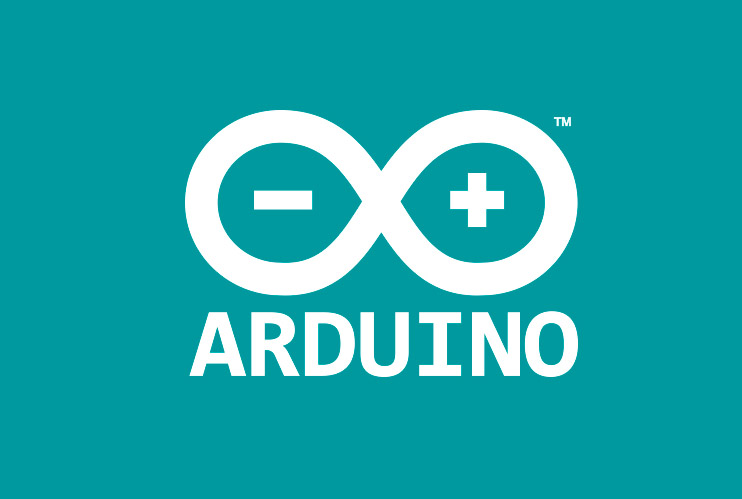 ™
− +
ARDUINO